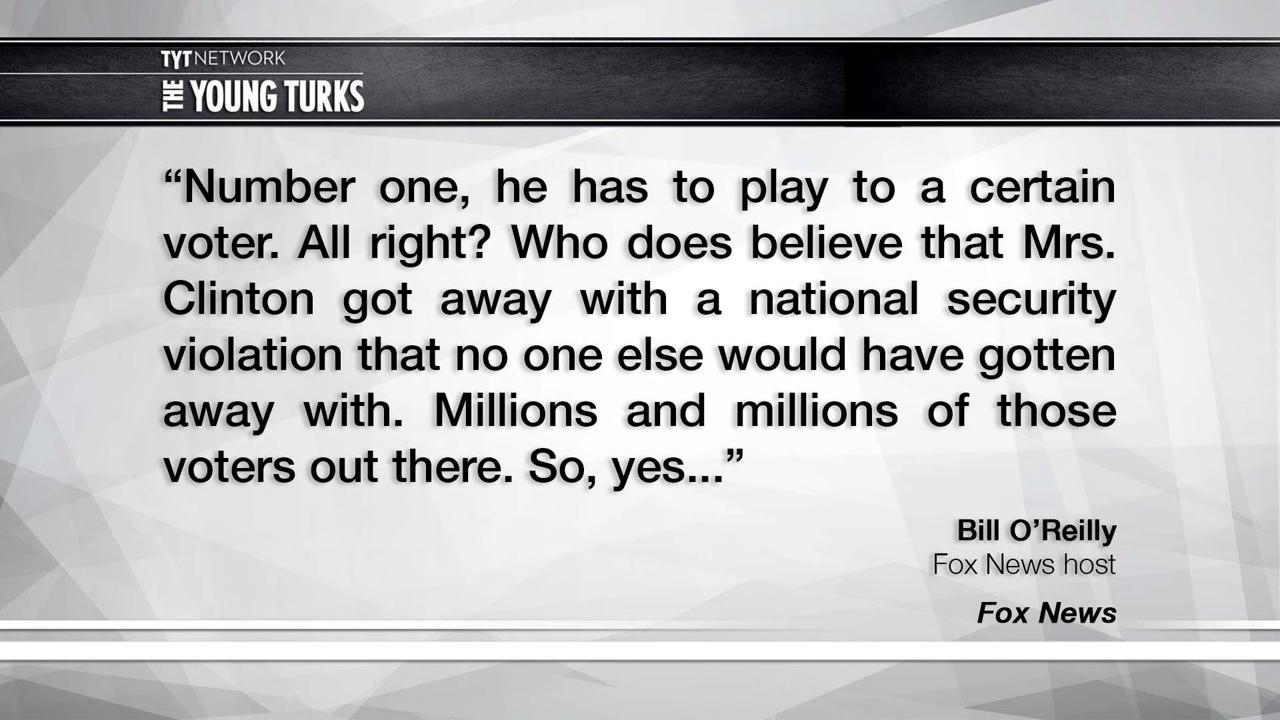 TYT NETWORK
THE YOUNG TURKS
“Number one, he has to play to a certain
voter. All right? Who does believe that Mrs.
Clinton got away with a national security
violation that no one else would have gotten
away with. Millions and millions of those
voters out there. So, yes...”
Bill O’Reilly
Fox News host
Fox News